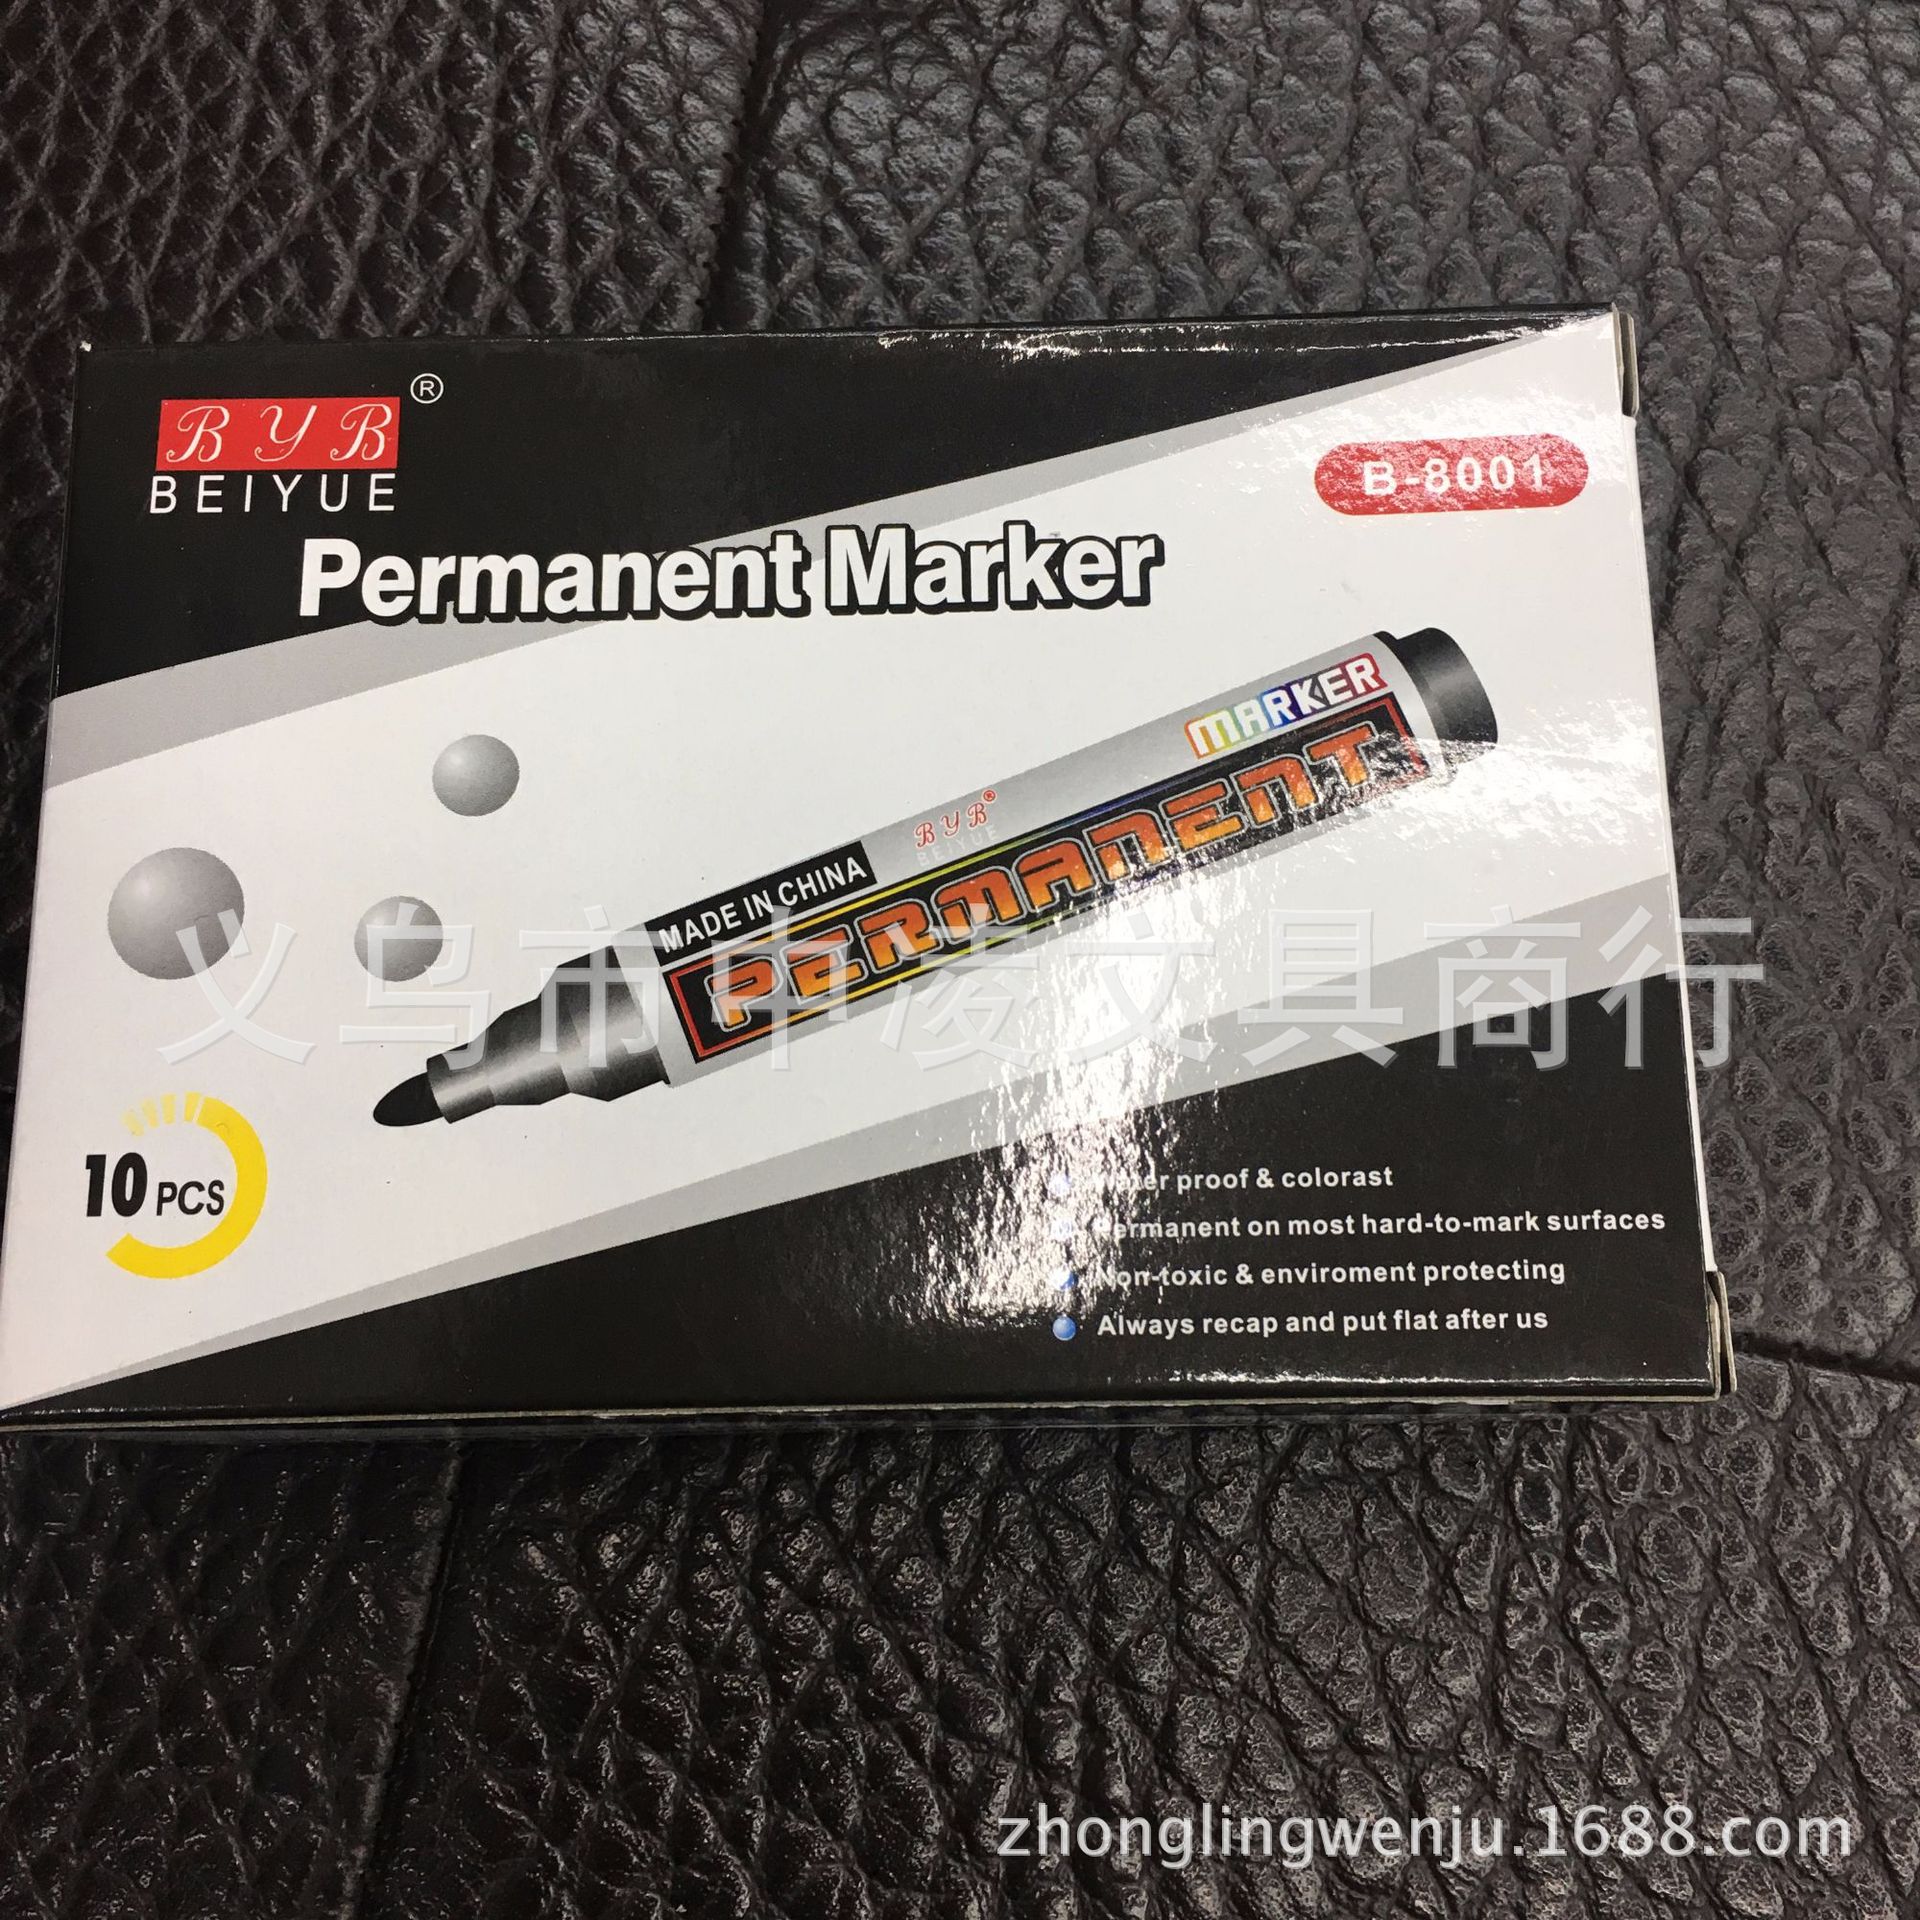 BYB ®
BEIYUE
B-8001
Permanent Marker
MARKER
BYB®
BEIYUE
MADE IN CHINA
PERMANENT
义乌市中凌文具商行
10 PCS
Water proof & colorast
Permanent on most hard-to-mark surfaces
Non-toxic & enviroment protecting
Always recap and put flat after us
zhonglingwenju.1688.com